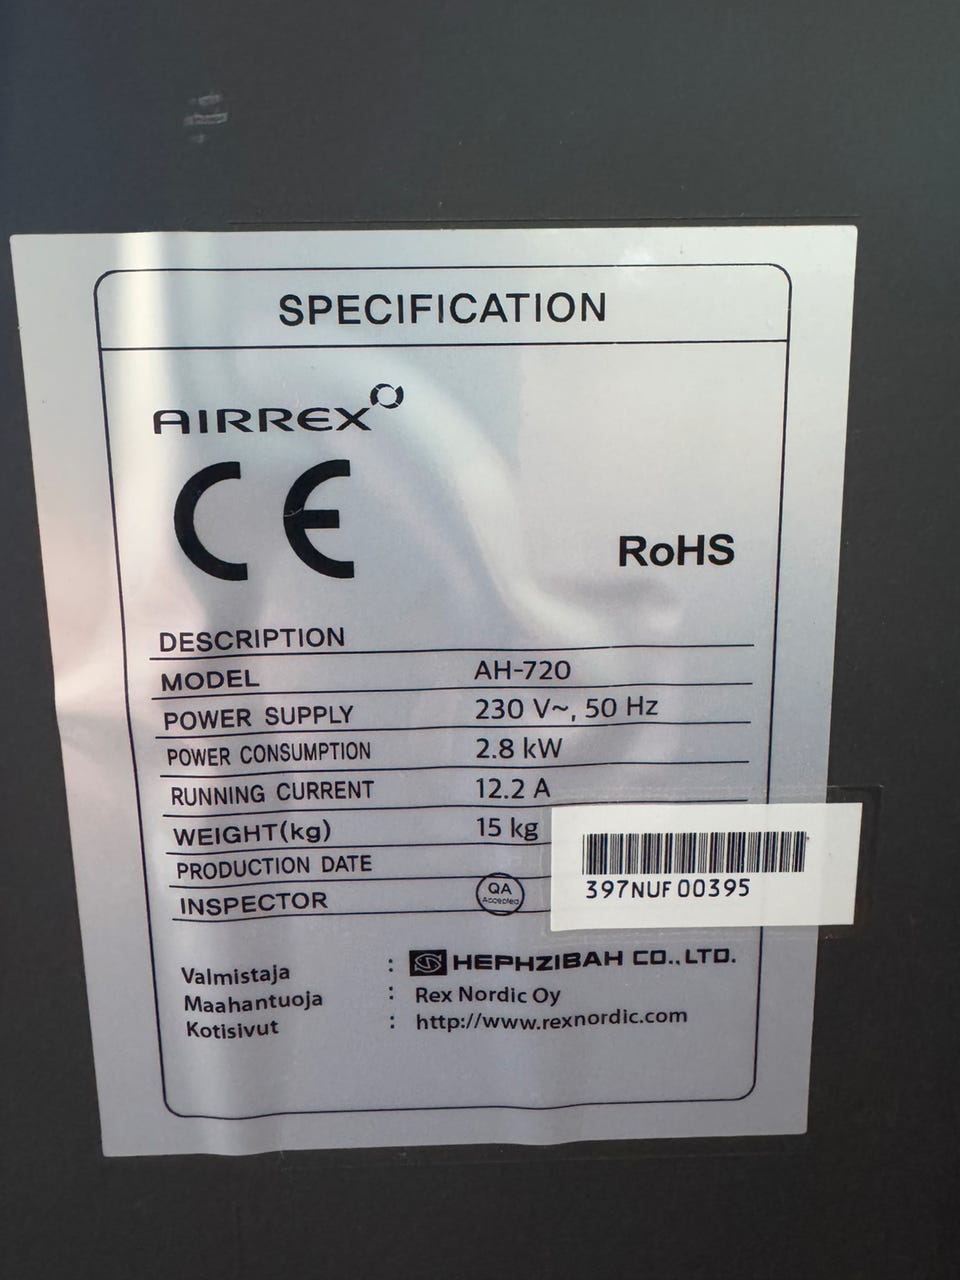 SPECIFICATION
AIRREX
CE
RoHS
DESCRIPTION
MODEL AH-720
POWER SUPPLY 230 V~, 50 Hz
POWER CONSUMPTION 2.8 kW
RUNNING CURRENT 12.2 A
WEIGHT(kg) 15 kg
PRODUCTION DATE
INSPECTOR QA Accepted
397NUF00395
Valmistaja : HEPHZIBAH CO.,LTD.
Maahantuoja : Rex Nordic Oy
Kotisivut : http://www.rexnordic.com